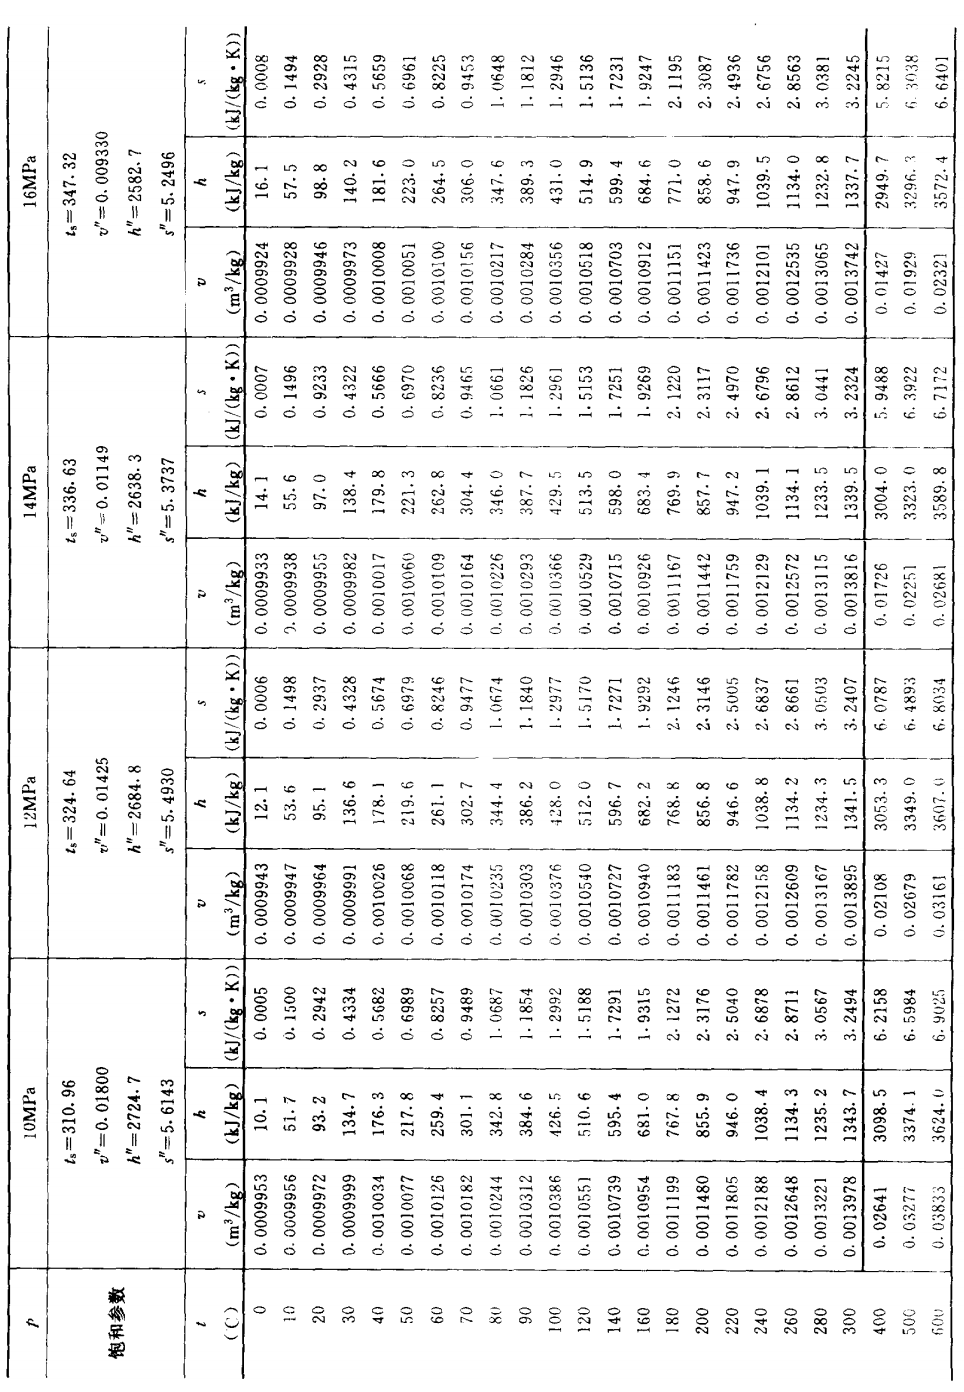 p 10MPa 12MPa 14MPa 16MPa
饱和参数
tₛ=310.96 tₛ=324.64 tₛ=336.63 tₛ=347.32
v″=0.01800 v″=0.01425 v″=0.01149 v″=0.009330
h″=2724.7 h″=2684.8 h″=2638.3 h″=2582.7
s″=5.6143 s″=5.4930 s″=5.3737 s″=5.2496
t v h s v h s v h s v h s
(℃) (m³/kg) (kJ/kg) (kJ/(kg·K)) (m³/kg) (kJ/kg) (kJ/(kg·K)) (m³/kg) (kJ/kg) (kJ/(kg·K)) (m³/kg) (kJ/kg) (kJ/(kg·K))
0 0.0009953 10.1 0.0005 0.0009943 12.1 0.0006 0.0009933 14.1 0.0007 0.0009924 16.1 0.0008
10 0.0009956 51.7 0.1500 0.0009947 53.6 0.1498 0.0009938 55.6 0.1496 0.0009928 57.5 0.1494
20 0.0009972 93.2 0.2942 0.0009964 95.1 0.2937 0.0009955 97.0 0.9233 0.0009946 98.8 0.2928
30 0.0009999 134.7 0.4334 0.0009991 136.6 0.4328 0.0009982 138.4 0.4322 0.0009973 140.2 0.4315
40 0.0010034 176.3 0.5682 0.0010026 178.1 0.5674 0.0010017 179.8 0.5666 0.0010008 181.6 0.5659
50 0.0010077 217.8 0.6989 0.0010068 219.6 0.6979 0.0010060 221.3 0.6970 0.0010051 223.0 0.6961
60 0.0010126 259.4 0.8257 0.0010118 261.1 0.8246 0.0010109 262.8 0.8236 0.0010100 264.5 0.8225
70 0.0010182 301.1 0.9489 0.0010174 302.7 0.9477 0.0010164 304.4 0.9465 0.0010156 306.0 0.9453
80 0.0010244 342.8 1.0687 0.0010235 344.4 1.0674 0.0010226 346.0 1.0661 0.0010217 347.6 1.0648
90 0.0010312 384.6 1.1854 0.0010303 386.2 1.1840 0.0010293 387.7 1.1826 0.0010284 389.3 1.1812
100 0.0010386 426.5 1.2992 0.0010376 428.0 1.2977 0.0010366 429.5 1.2961 0.0010356 431.0 1.2946
120 0.0010551 510.6 1.5188 0.0010540 512.0 1.5170 0.0010529 513.5 1.5153 0.0010518 514.9 1.5136
140 0.0010739 595.4 1.7291 0.0010727 596.7 1.7271 0.0010715 598.0 1.7251 0.0010703 599.4 1.7231
160 0.0010954 681.0 1.9315 0.0010940 682.2 1.9292 0.0010926 683.4 1.9269 0.0010912 684.6 1.9247
180 0.0011199 767.8 2.1272 0.0011183 768.8 2.1246 0.0011167 769.9 2.1220 0.0011151 771.0 2.1195
200 0.0011480 855.9 2.3176 0.0011461 856.8 2.3146 0.0011442 857.7 2.3117 0.0011423 858.6 2.3087
220 0.0011805 946.0 2.5040 0.0011782 946.6 2.5005 0.0011759 947.2 2.4970 0.0011736 947.9 2.4936
240 0.0012188 1038.4 2.6878 0.0012158 1038.8 2.6837 0.0012129 1039.1 2.6796 0.0012101 1039.5 2.6756
260 0.0012648 1134.3 2.8711 0.0012609 1134.2 2.8661 0.0012572 1134.1 2.8612 0.0012535 1134.0 2.8563
280 0.0013221 1235.2 3.0567 0.0013167 1234.3 3.0503 0.0013115 1233.5 3.0441 0.0013065 1232.8 3.0381
300 0.0013978 1343.7 3.2494 0.0013895 1341.5 3.2407 0.0013816 1339.5 3.2324 0.0013742 1337.7 3.2245
400 0.02641 3098.5 6.2158 0.02108 3053.3 6.0787 0.01726 3004.0 5.9488 0.01427 2949.7 5.8215
500 0.03277 3374.1 6.5984 0.02679 3349.0 6.4893 0.02251 3323.0 6.3922 0.01929 3296.3 6.3038
600 0.03833 3624.0 6.9025 0.03161 3607.0 6.8034 0.02681 3589.8 6.7172 0.02321 3572.4 6.6401